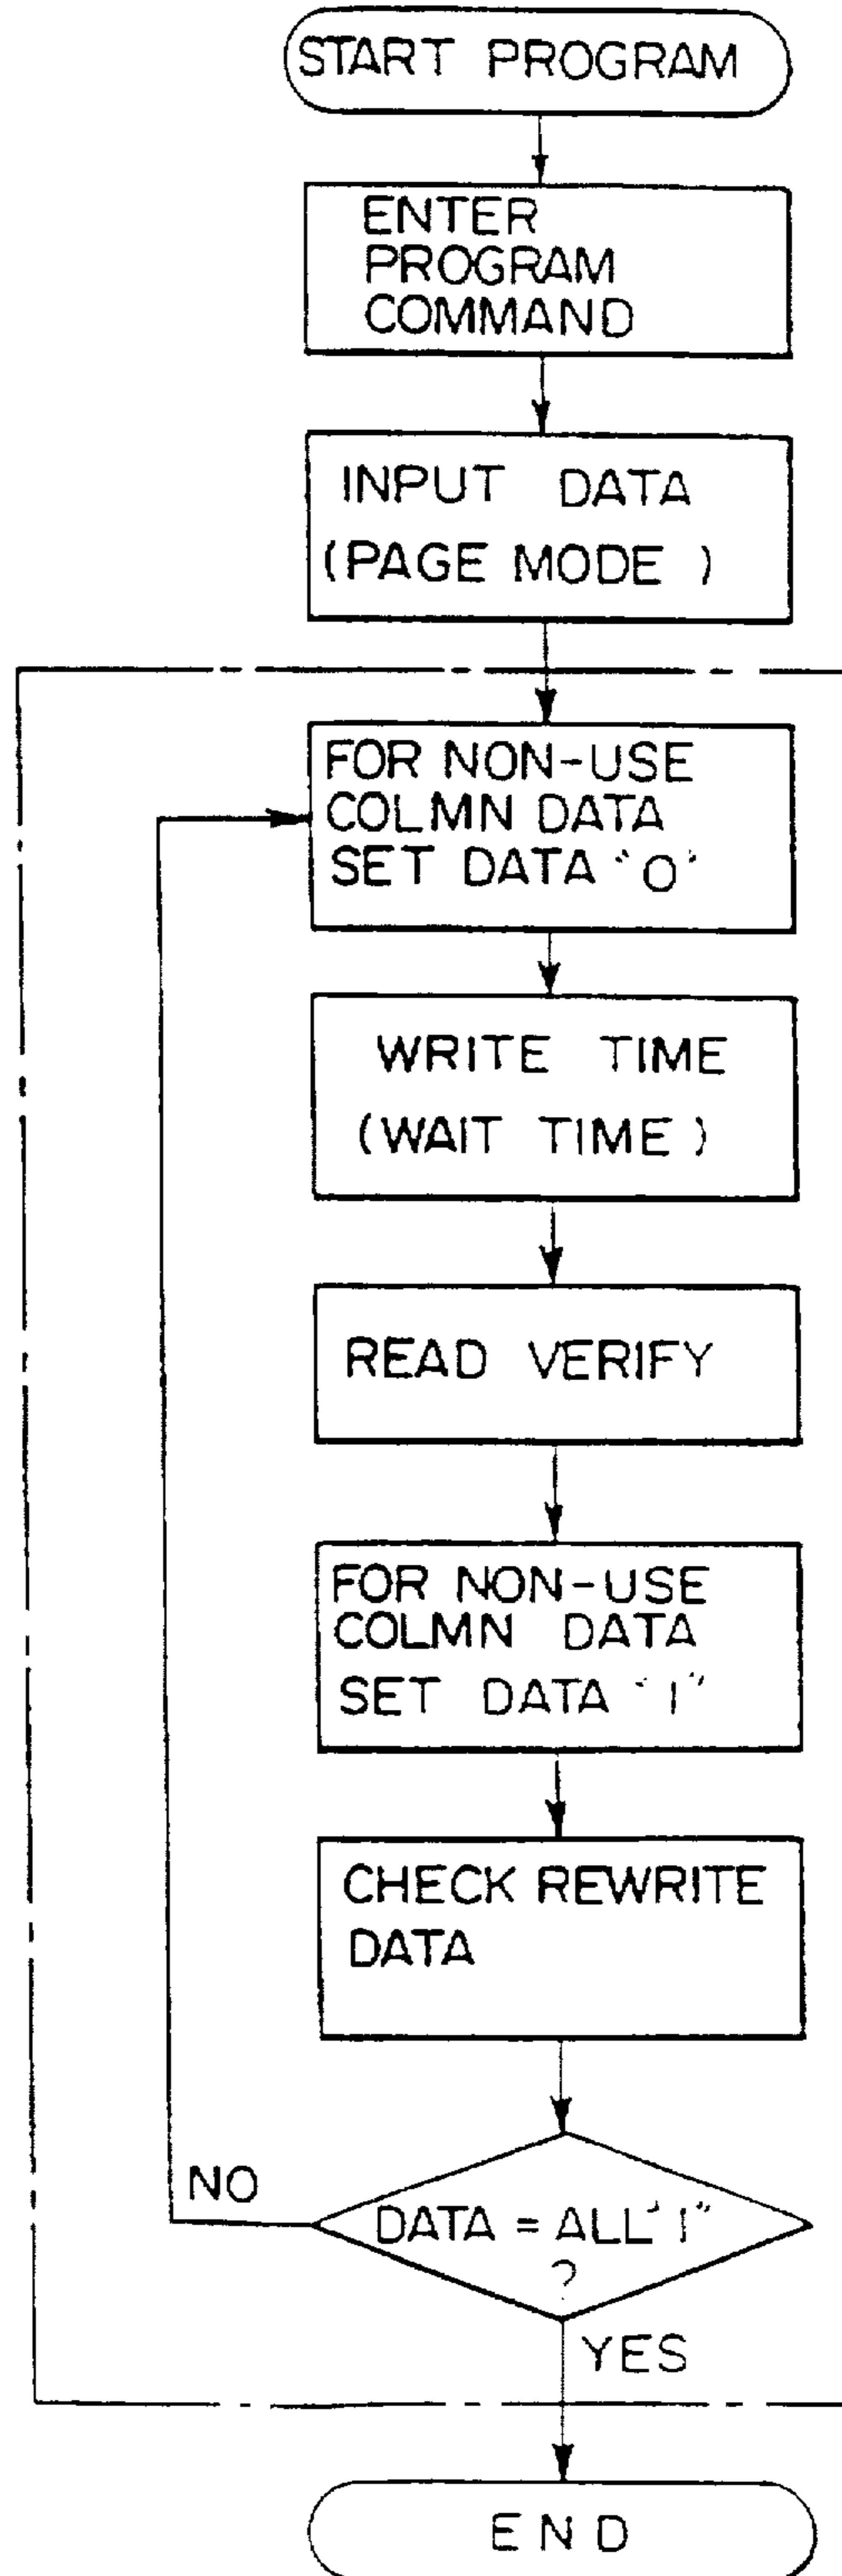 START PROGRAM
ENTER
PROGRAM
COMMAND
INPUT DATA
(PAGE MODE )
FOR NON-USE
COLMN DATA
SET DATA "0"
WRITE TIME
(WAIT TIME )
READ VERIFY
FOR NON-USE
COLMN DATA
SET DATA "1"
CHECK REWRITE
DATA
NO
DATA = ALL "1"
?
YES
END